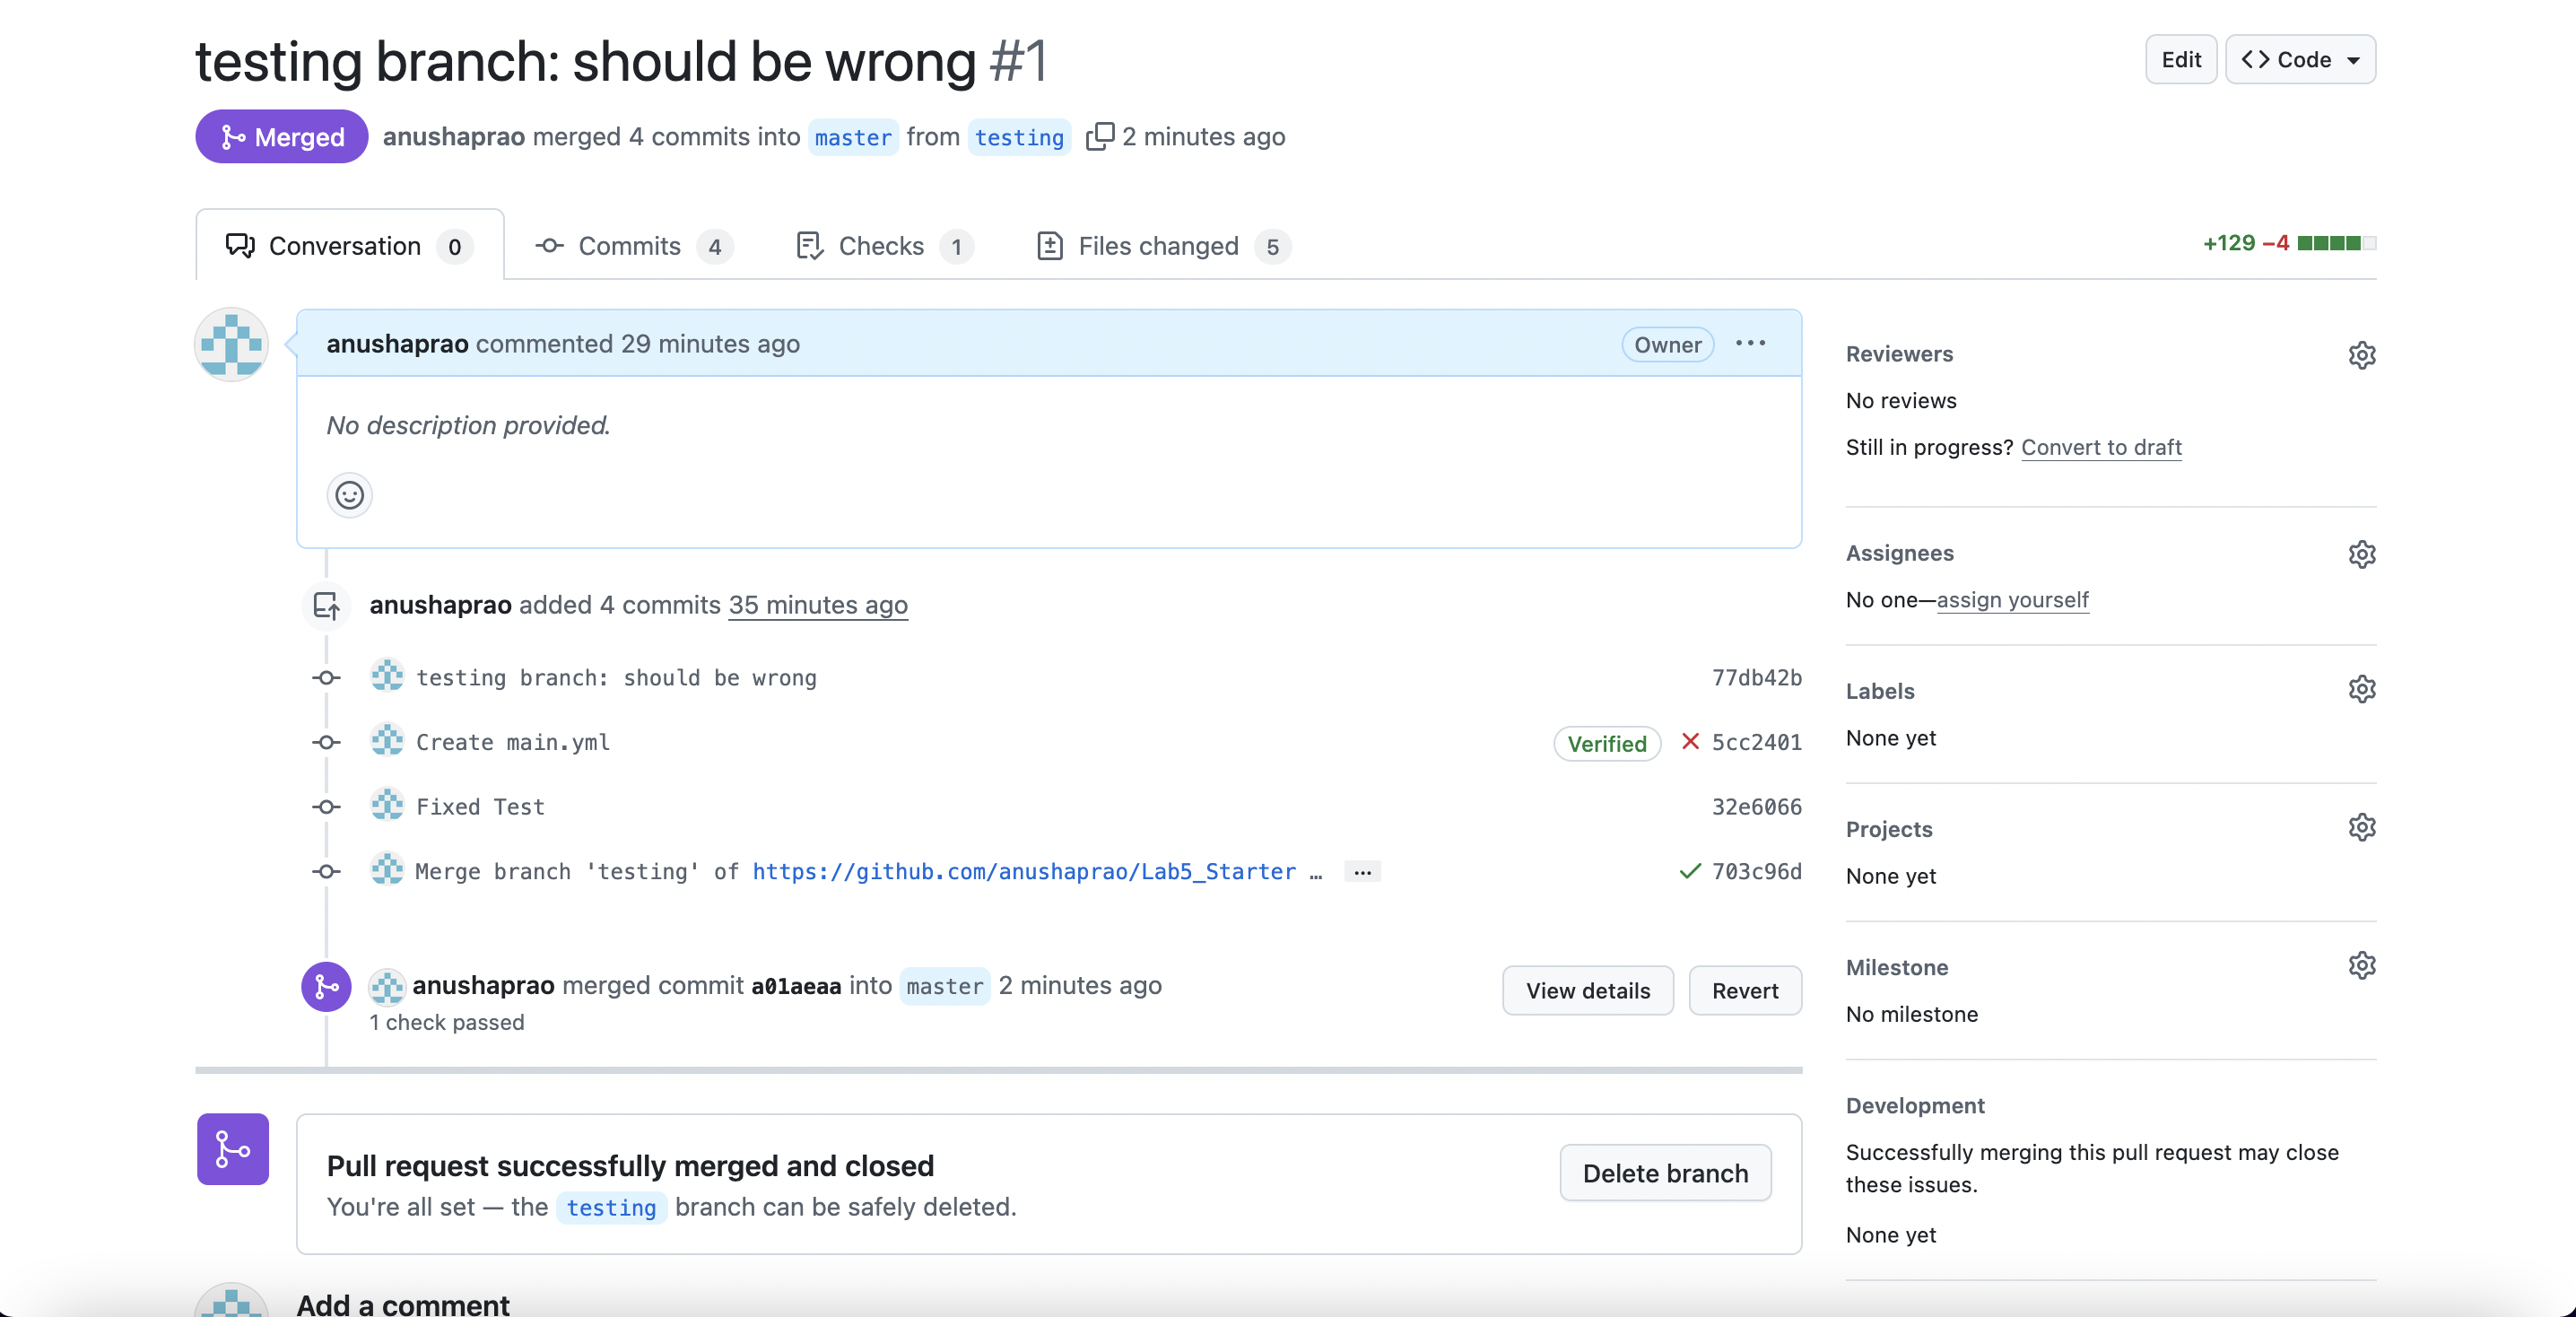 testing branch: should be wrong #1
Edit
Code
Merged
anushaprao merged 4 commits into master from testing 2 minutes ago
Conversation 0
Commits 4
Checks 1
Files changed 5
+129 −4
anushaprao commented 29 minutes ago
Owner
No description provided.
anushaprao added 4 commits 35 minutes ago
testing branch: should be wrong
77db42b
Create main.yml
Verified
5cc2401
Fixed Test
32e6066
Merge branch 'testing' of https://github.com/anushaprao/Lab5_Starter …
703c96d
anushaprao merged commit a01aeaa into master 2 minutes ago
1 check passed
View details
Revert
Pull request successfully merged and closed
You're all set — the testing branch can be safely deleted.
Delete branch
Add a comment
Reviewers
No reviews
Still in progress? Convert to draft
Assignees
No one—assign yourself
Labels
None yet
Projects
None yet
Milestone
No milestone
Development
Successfully merging this pull request may close
these issues.
None yet